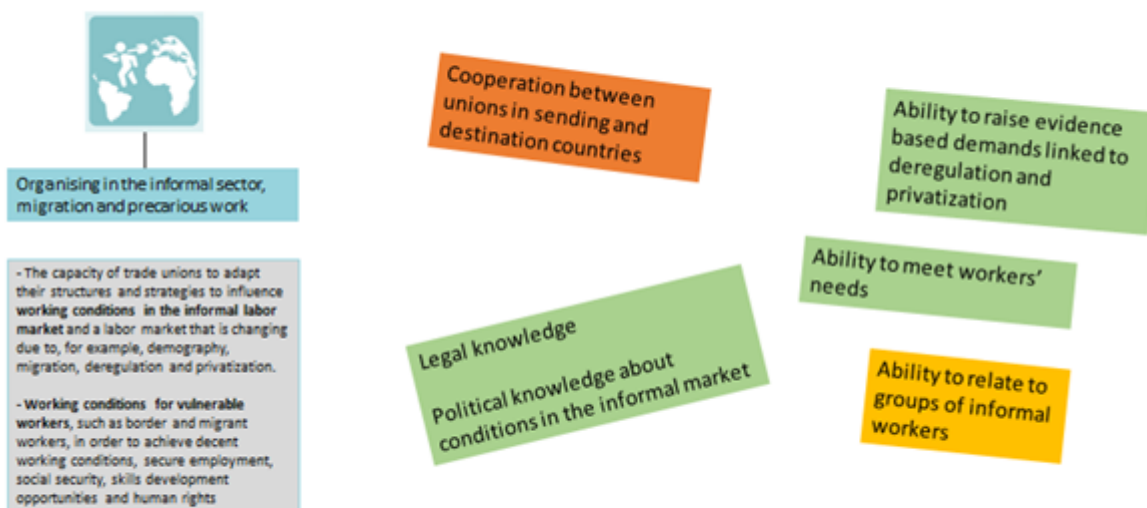 Organising in the informal sector,
migration and precarious work
- The capacity of trade unions to adapt
their structures and strategies to influence
working conditions in the informal labor
market and a labor market that is changing
due to, for example, demography,
migration, deregulation and privatization.
- Working conditions for vulnerable
workers, such as border and migrant
workers, in order to achieve decent
working conditions, secure employment,
social security, skills development
opportunities and human rights
Cooperation between
unions in sending and
destination countries
Legal knowledge
Political knowledge about
conditions in the informal market
Ability to raise evidence
based demands linked to
deregulation and
privatization
Ability to meet workers’
needs
Ability to relate to
groups of informal
workers